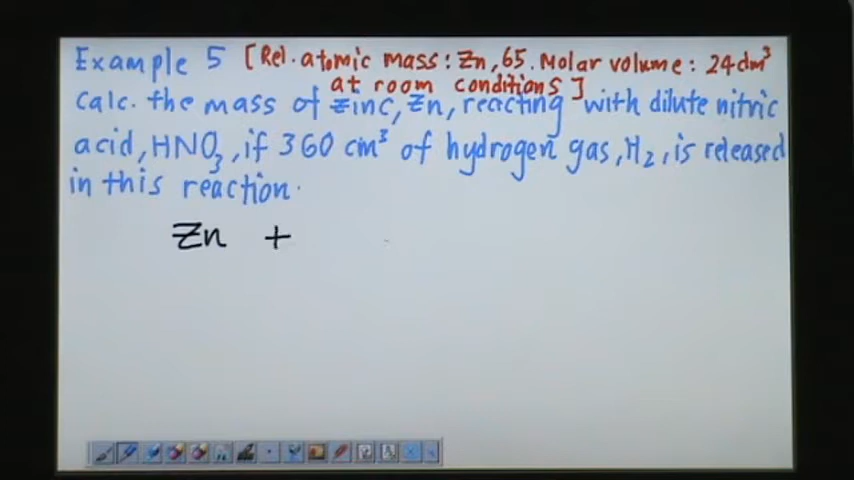 Example 5 [Rel. atomic mass: Zn, 65. Molar volume: 24dm³
at room conditions]
Calc. the mass of zinc, Zn, reacting with dilute nitric
acid, HNO₃, if 360 cm³ of hydrogen gas, H₂, is released
in this reaction.
Zn +